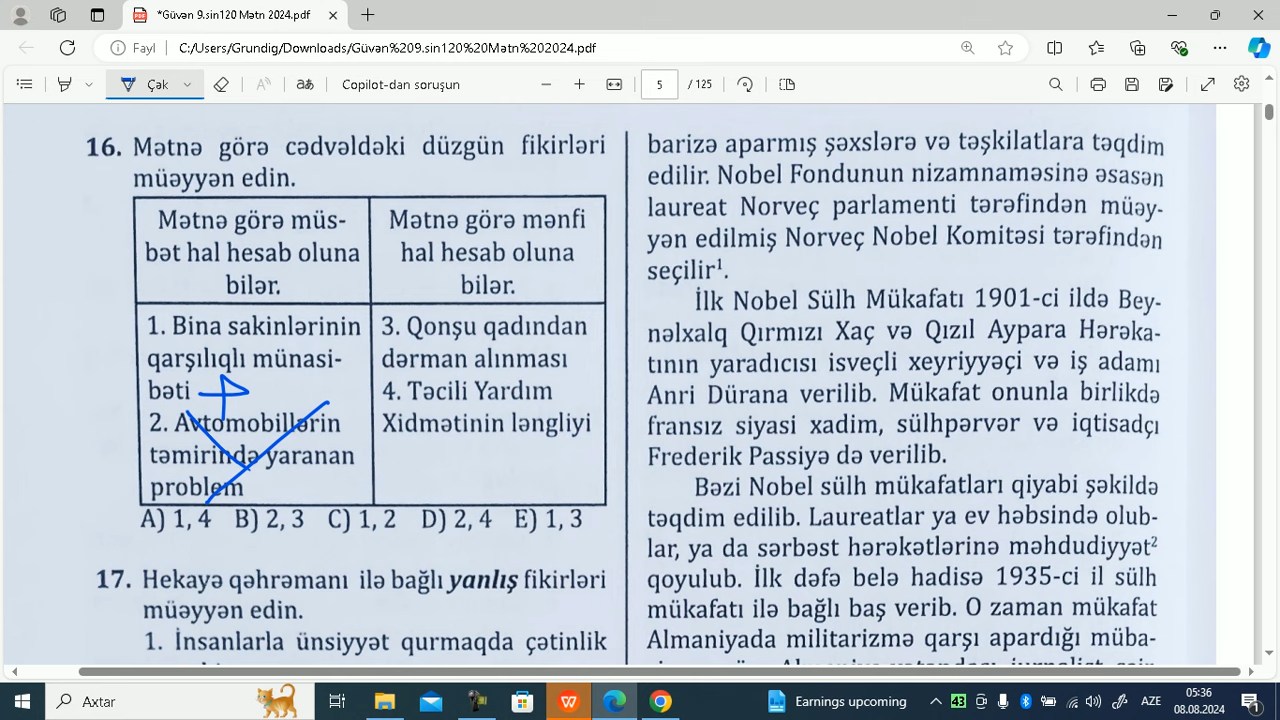 *Güvən 9.sin120 Mətn 2024.pdf
Fayl
C:/Users/Grundig/Downloads/Güvən%209.sin120%20Mətn%202024.pdf
Çak
aあ
Copilot-dan soruşun
5
/ 125
16. Mətnə görə cədvəldəki düzgün fikirləri
müəyyən edin.
Mətnə görə müs-
bət hal hesab oluna
bilər.
Mətnə görə mənfi
hal hesab oluna
bilər.
1. Bina sakinlərinin
qarşılıqlı münasi-
bəti
2. Avtomobillərin
təmirində yaranan
problem
3. Qonşu qadından
dərman alınması
4. Təcili Yardım
Xidmətinin ləngliyi
A) 1, 4 B) 2, 3 C) 1, 2 D) 2, 4 E) 1, 3
17. Hekayə qəhrəmanı ilə bağlı yanlış fikirləri
müəyyən edin.
1. İnsanlarla ünsiyyət qurmaqda çətinlik
barizə aparmış şəxslərə və təşkilatlara təqdim
edilir. Nobel Fondunun nizamnaməsinə əsasən
laureat Norveç parlamenti tərəfindən müəy-
yən edilmiş Norveç Nobel Komitəsi tərəfindən
seçilir¹.
İlk Nobel Sülh Mükafatı 1901-ci ildə Bey-
nəlxalq Qırmızı Xaç və Qızıl Aypara Hərəka-
tının yaradıcısı isveçli xeyriyyəçi və iş adamı
Anri Dürana verilib. Mükafat onunla birlikdə
fransız siyasi xadim, sülhpərvər və iqtisadçı
Frederik Passiyə də verilib.
Bəzi Nobel sülh mükafatları qiyabi şəkildə
təqdim edilib. Laureatlar ya ev həbsində olub-
lar, ya da sərbəst hərəkətlərinə məhdudiyyət²
qoyulub. İlk dəfə belə hadisə 1935-ci il sülh
mükafatı ilə bağlı baş verib. O zaman mükafat
Almaniyada militarizmə qarşı apardığı müba-
Axtar
Earnings upcoming
43
AZE
05:36
08.08.2024
1